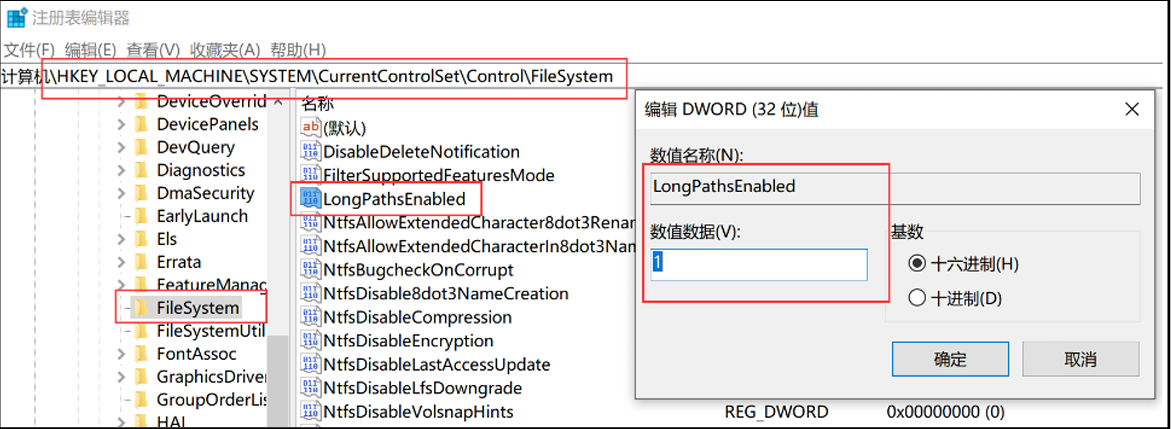 注册表编辑器
文件(F) 编辑(E) 查看(V) 收藏夹(A) 帮助(H)
计算机\HKEY_LOCAL_MACHINE\SYSTEM\CurrentControlSet\Control\FileSystem
DeviceOverrid
DevicePanels
DevQuery
Diagnostics
DmaSecurity
EarlyLaunch
Els
Errata
FeatureManag
FileSystem
FileSystemUtil
FontAssoc
GraphicsDriver
GroupOrderLis
HAL
名称
ab (默认)
DisableDeleteNotification
FilterSupportedFeaturesMode
LongPathsEnabled
NtfsAllowExtendedCharacter8dot3Renam
NtfsAllowExtendedCharacterIn8dot3Nam
NtfsBugcheckOnCorrupt
NtfsDisable8dot3NameCreation
NtfsDisableCompression
NtfsDisableEncryption
NtfsDisableLastAccessUpdate
NtfsDisableLfsDowngrade
NtfsDisableVolsnapHints REG_DWORD 0x00000000 (0)
编辑 DWORD (32 位)值
数值名称(N):
LongPathsEnabled
数值数据(V):
1
基数
十六进制(H)
十进制(D)
确定 取消